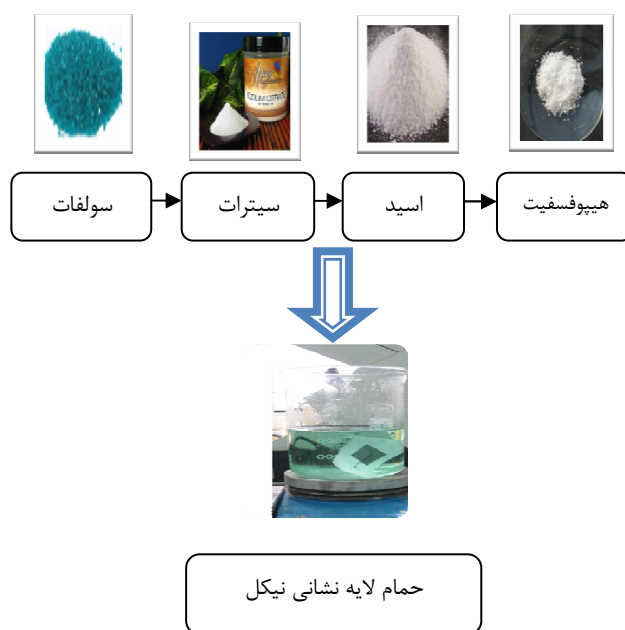 سولفات
سیترات
اسید
هیپوفسفیت
حمام لایه نشانی نیکل